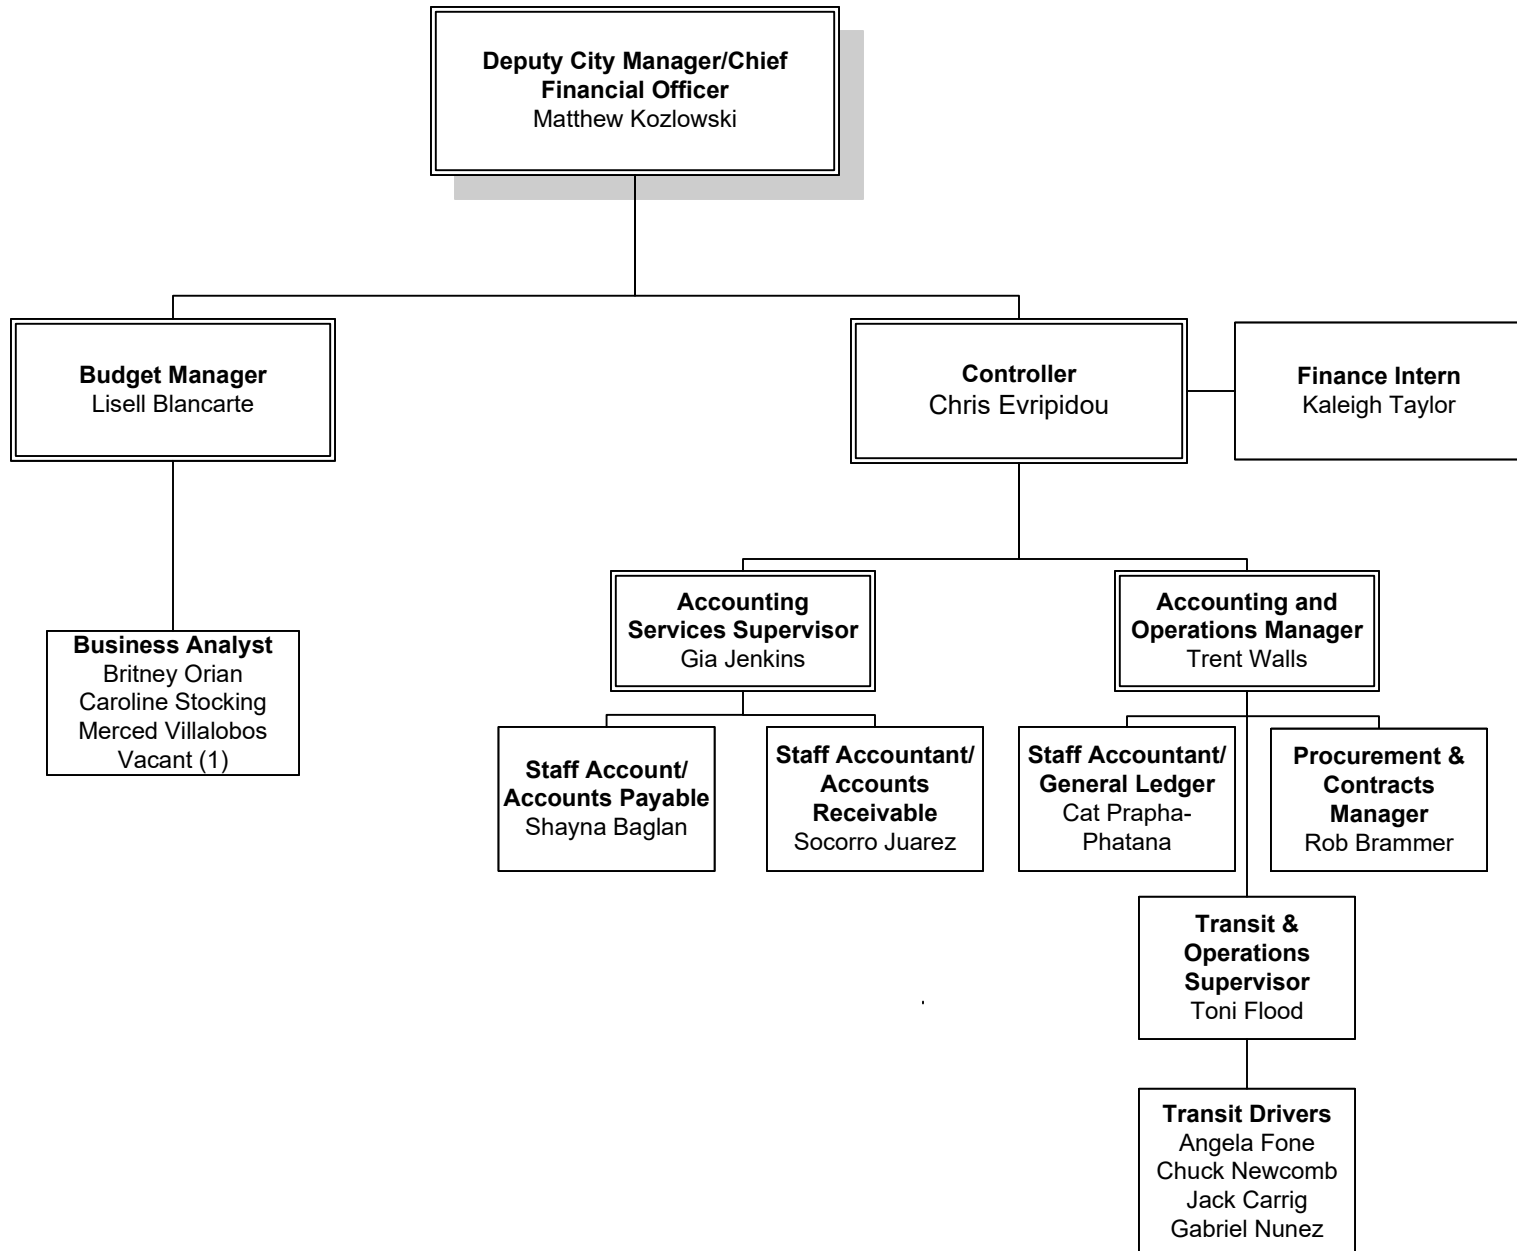 Deputy City Manager/Chief
Financial Officer
Matthew Kozlowski
Budget Manager
Lisell Blancarte
Controller
Chris Evripidou
Finance Intern
Kaleigh Taylor
Business Analyst
Britney Orian
Caroline Stocking
Merced Villalobos
Vacant (1)
Accounting
Services Supervisor
Gia Jenkins
Accounting and
Operations Manager
Trent Walls
Staff Account/
Accounts Payable
Shayna Baglan
Staff Accountant/
Accounts
Receivable
Socorro Juarez
Staff Accountant/
General Ledger
Cat Prapha-
Phatana
Procurement &
Contracts
Manager
Rob Brammer
Transit &
Operations
Supervisor
Toni Flood
Transit Drivers
Angela Fone
Chuck Newcomb
Jack Carrig
Gabriel Nunez